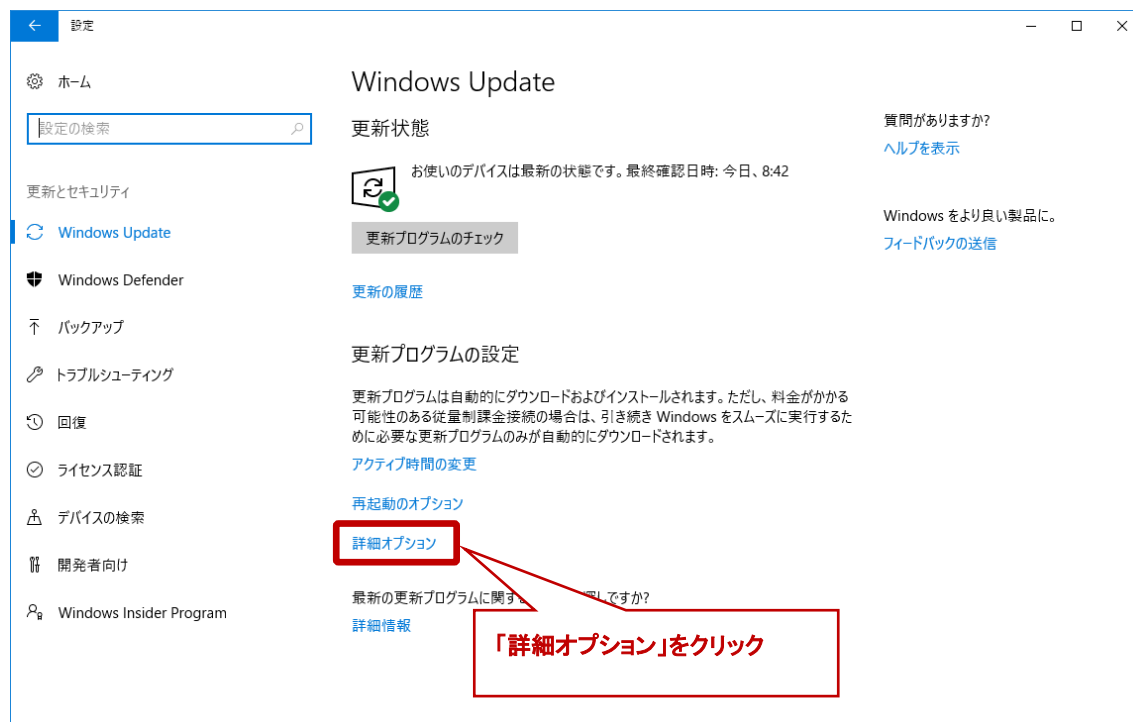 設定
ホーム
設定の検索
更新とセキュリティ
Windows Update
Windows Defender
バックアップ
トラブルシューティング
回復
ライセンス認証
デバイスの検索
開発者向け
Windows Insider Program
Windows Update
更新状態
お使いのデバイスは最新の状態です。最終確認日時: 今日、8:42
更新プログラムのチェック
更新の履歴
更新プログラムの設定
更新プログラムは自動的にダウンロードおよびインストールされます。ただし、料金がかかる
可能性のある従量制課金接続の場合は、引き続き Windows をスムーズに実行するた
めに必要な更新プログラムのみが自動的にダウンロードされます。
アクティブ時間の変更
再起動のオプション
詳細オプション
最新の更新プログラムに関す しですか?
詳細情報
「詳細オプション」をクリック
質問がありますか?
ヘルプを表示
Windows をより良い製品に。
フィードバックの送信